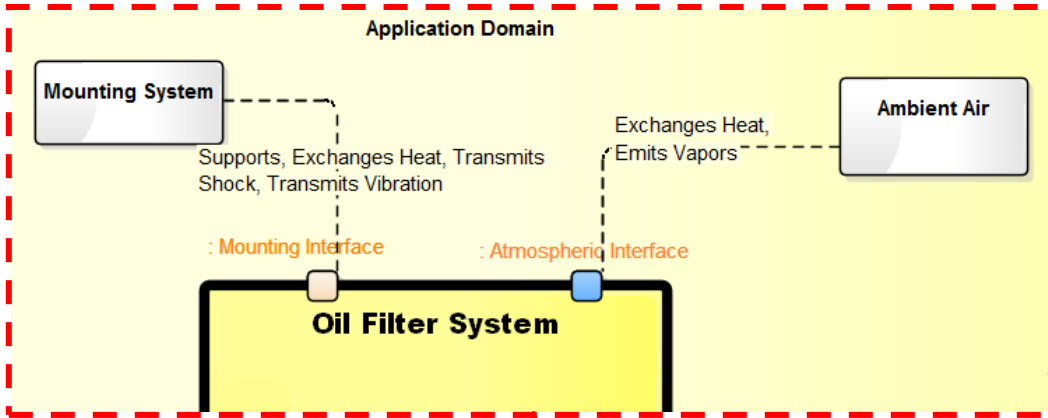 Application Domain
Mounting System
Ambient Air
Exchanges Heat,
Emits Vapors
Supports, Exchanges Heat, Transmits
Shock, Transmits Vibration
: Mounting Interface
: Atmospheric Interface
Oil Filter System